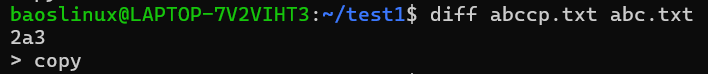 baoslinux@LAPTOP-7V2VIHT3:~/test1$ diff abccp.txt abc.txt
2a3
> copy